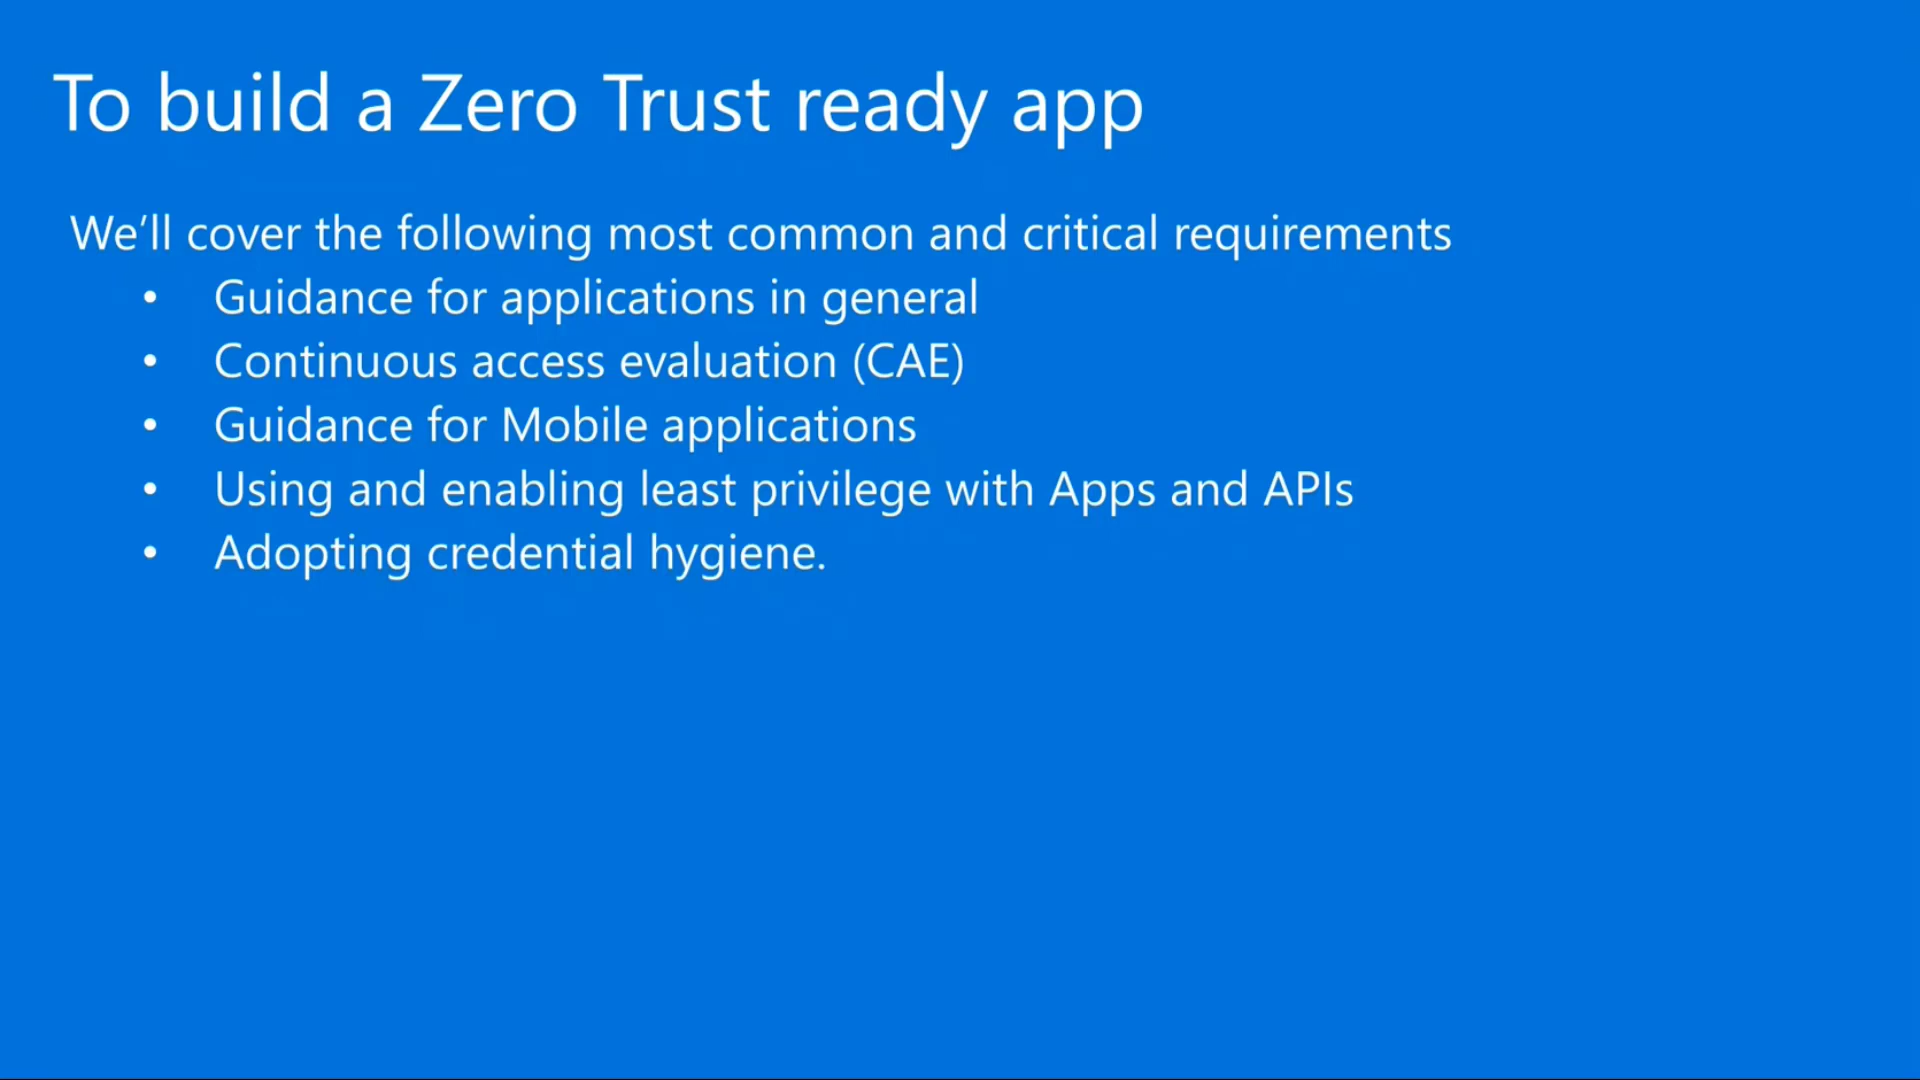 To build a Zero Trust ready app
We’ll cover the following most common and critical requirements
• Guidance for applications in general
• Continuous access evaluation (CAE)
• Guidance for Mobile applications
• Using and enabling least privilege with Apps and APIs
• Adopting credential hygiene.